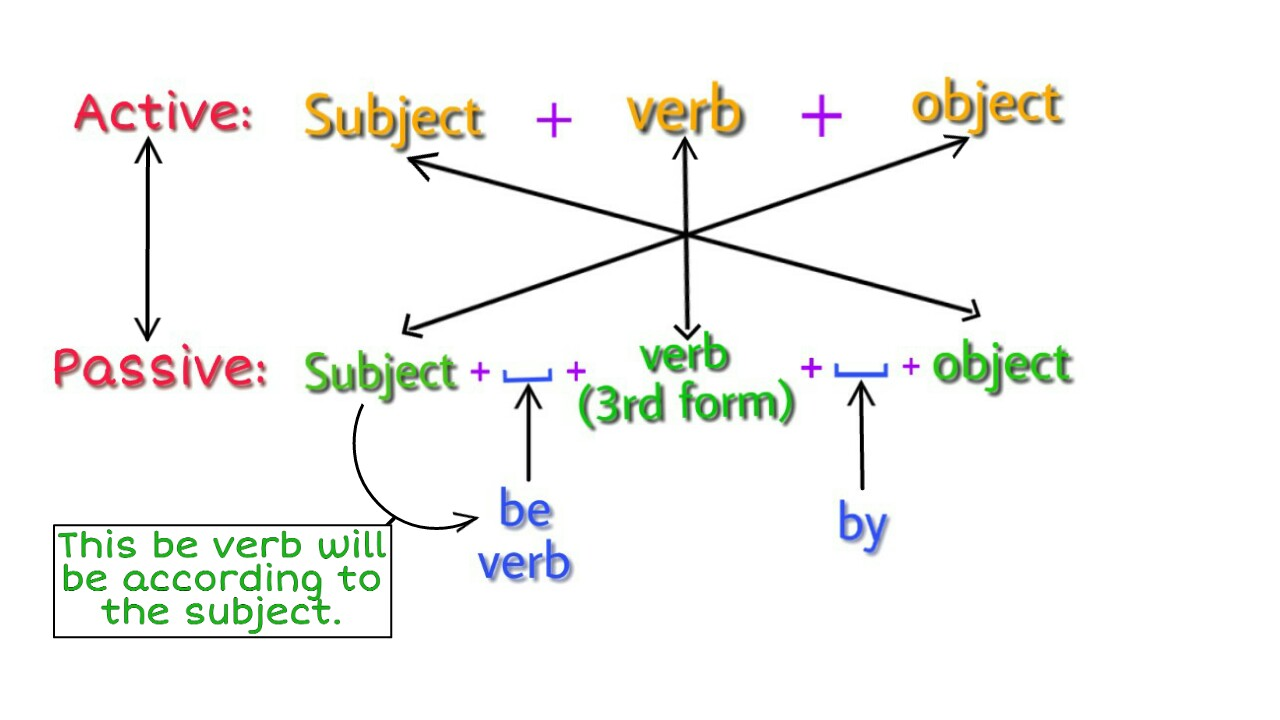 Active: Subject + verb + object
Passive: Subject + + verb + + object
(3rd form)
be
verb
by
This be verb will
be according to
the subject.